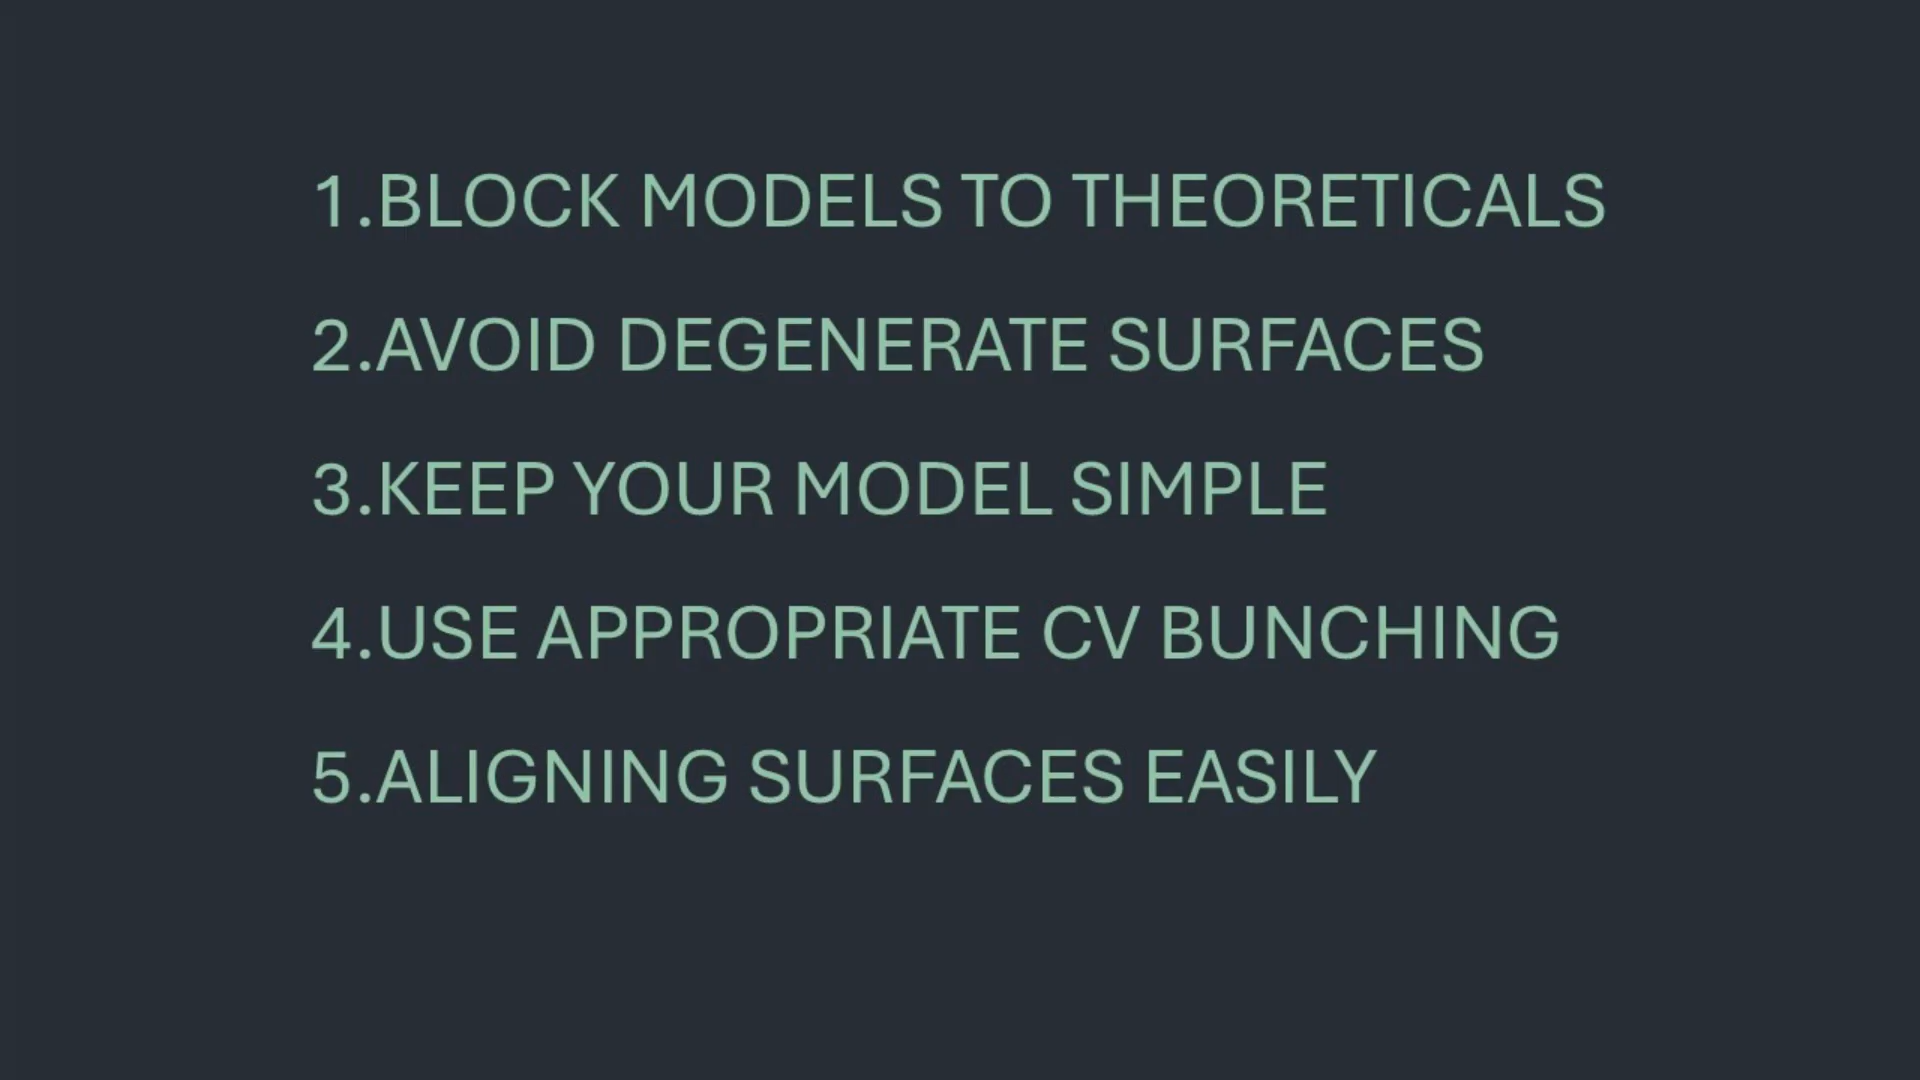 1.BLOCK MODELS TO THEORETICALS
2.AVOID DEGENERATE SURFACES
3.KEEP YOUR MODEL SIMPLE
4.USE APPROPRIATE CV BUNCHING
5.ALIGNING SURFACES EASILY